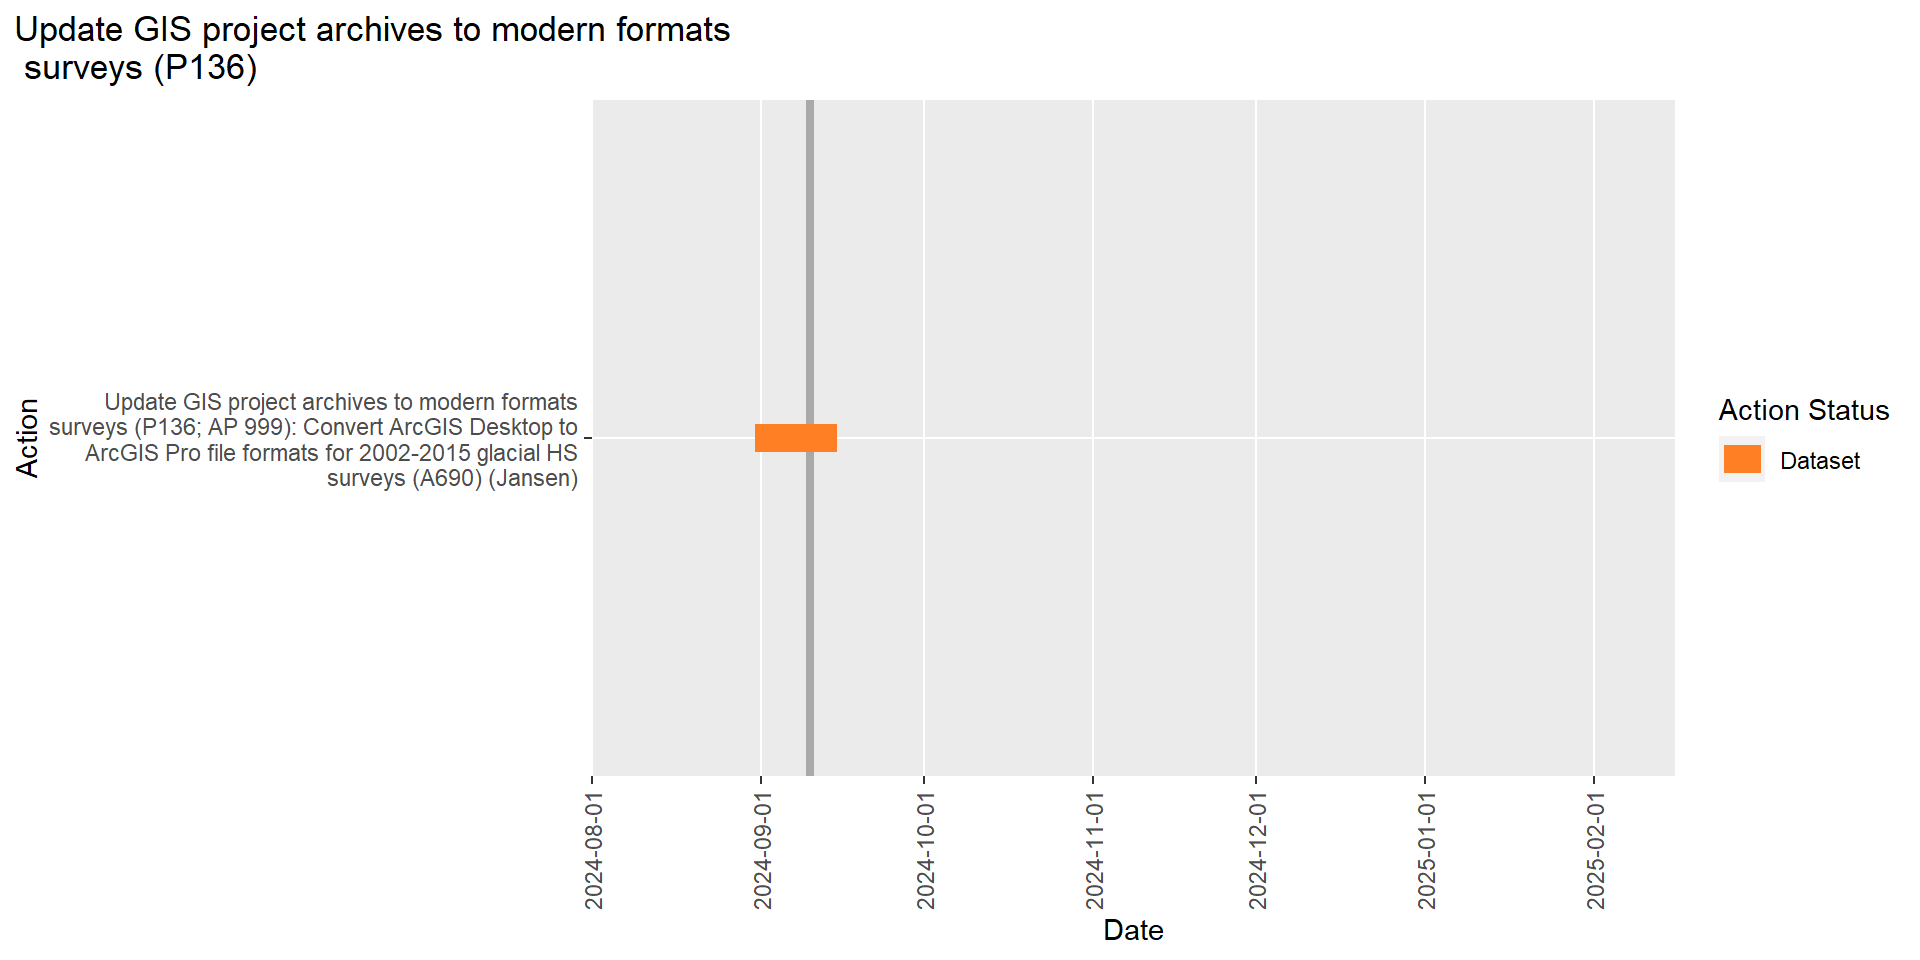 Update GIS project archives to modern formats
surveys (P136)
Action
Update GIS project archives to modern formats
surveys (P136; AP 999): Convert ArcGIS Desktop to
ArcGIS Pro file formats for 2002-2015 glacial HS
surveys (A690) (Jansen)
Action Status
Dataset
2024-08-01
2024-09-01
2024-10-01
2024-11-01
2024-12-01
2025-01-01
2025-02-01
Date